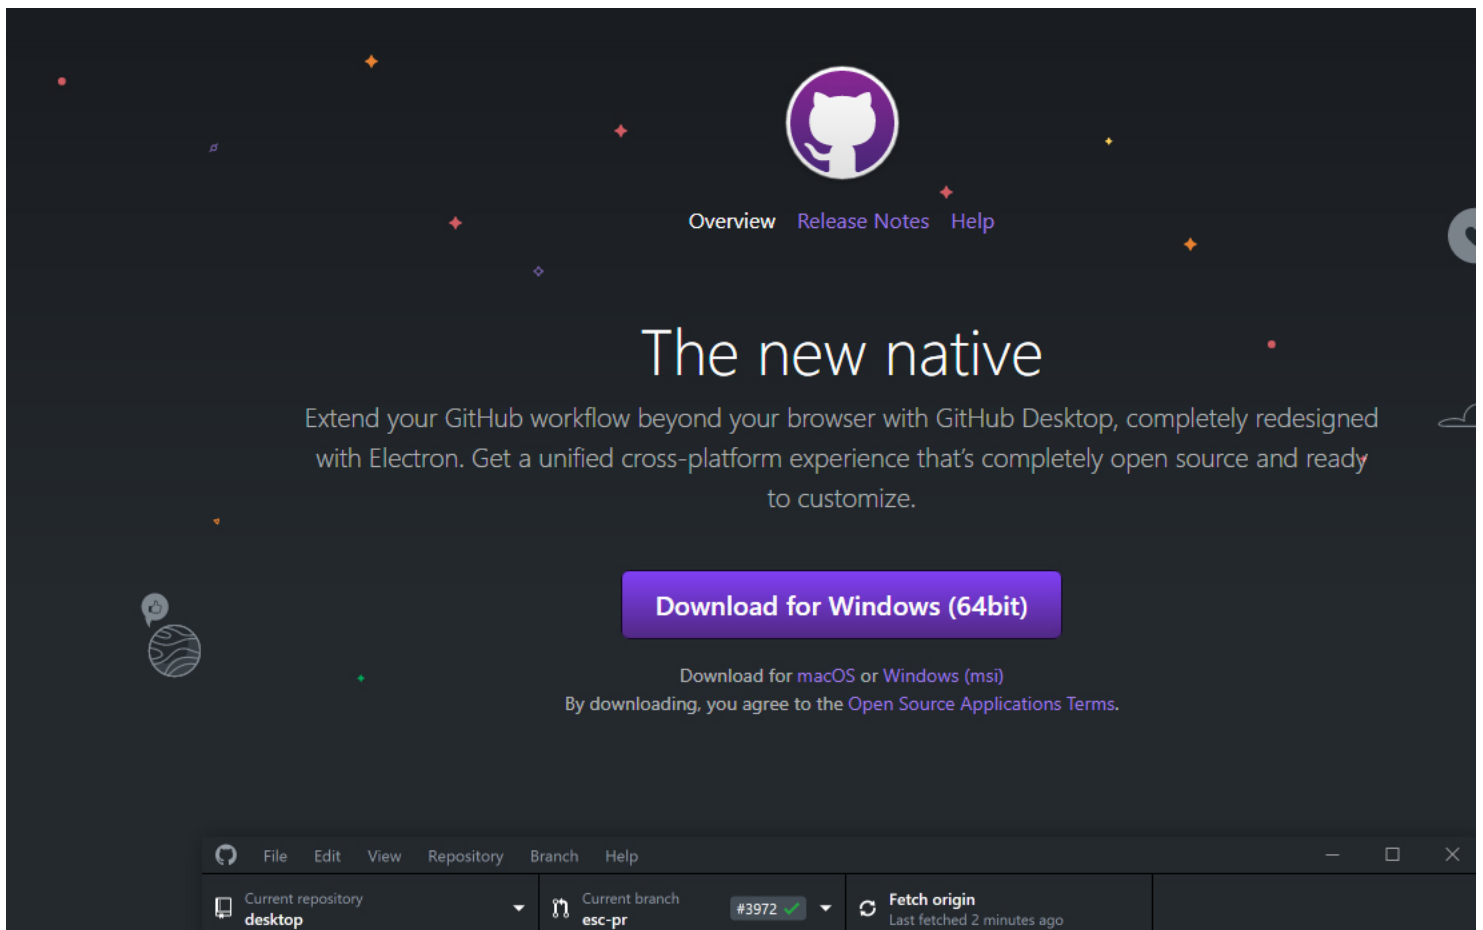 Overview Release Notes Help
The new native
Extend your GitHub workflow beyond your browser with GitHub Desktop, completely redesigned
with Electron. Get a unified cross-platform experience that's completely open source and ready
to customize.
Download for Windows (64bit)
Download for macOS or Windows (msi)
By downloading, you agree to the Open Source Applications Terms.
File Edit View Repository Branch Help
Current repository
desktop
Current branch
esc-pr
#3972
Fetch origin
Last fetched 2 minutes ago